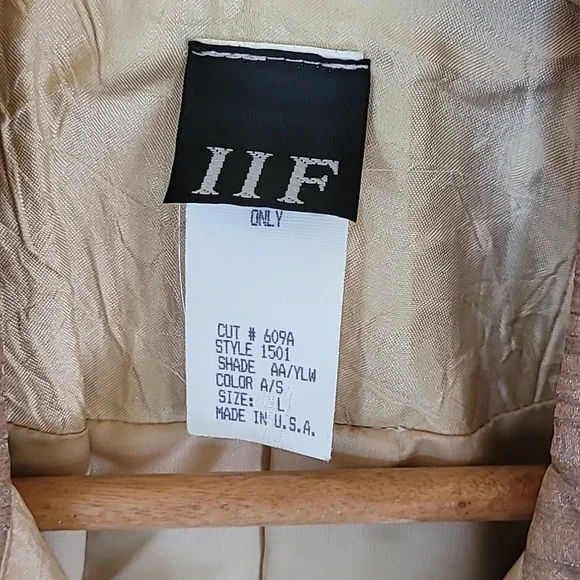 IIF
ONLY
CUT # 609A
STYLE 1501
SHADE AA/YLW
COLOR A/S
SIZE: L
MADE IN U.S.A.